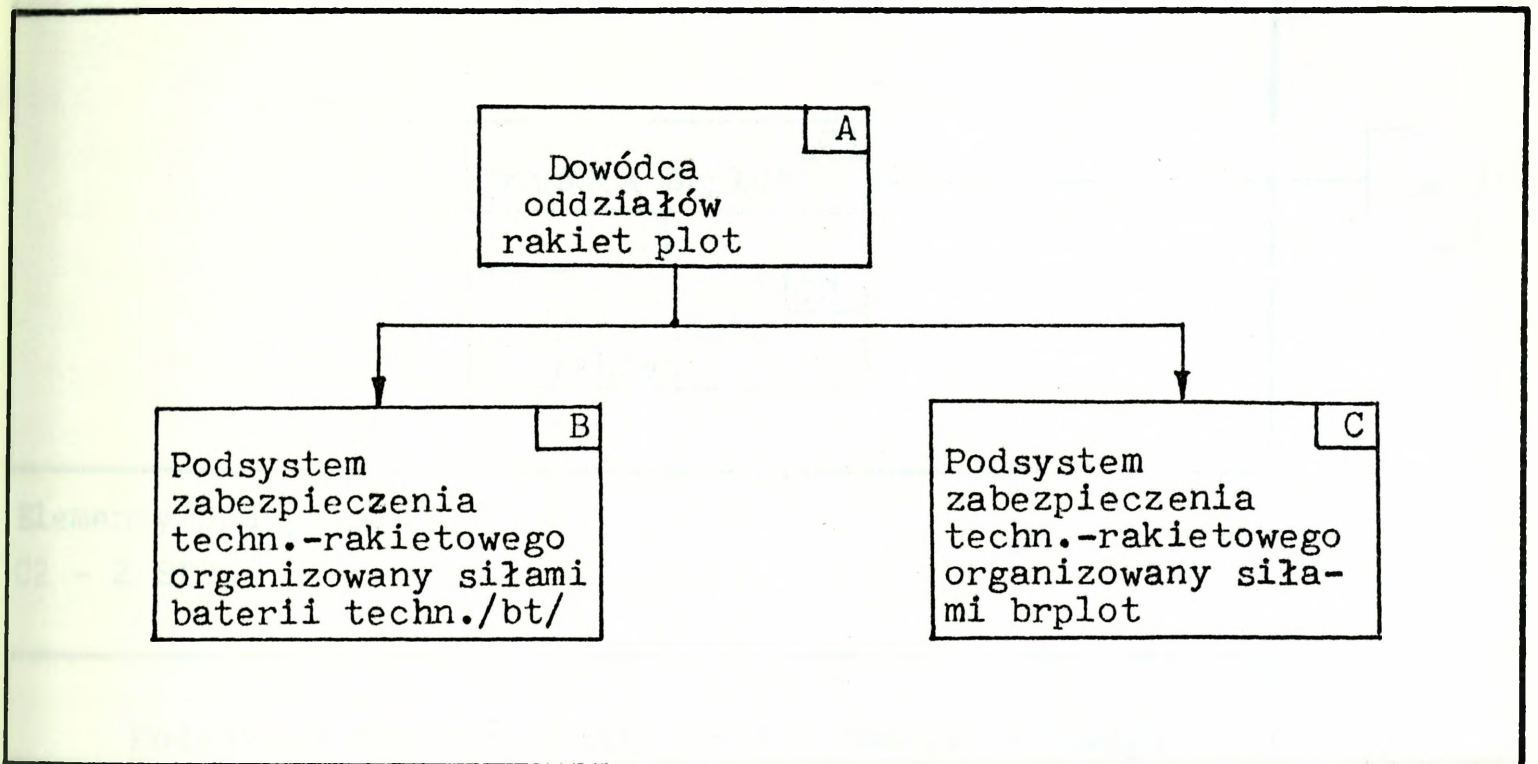 A
Dowódca
oddziałów
rakiet plot
B
Podsystem
zabezpieczenia
techn.-rakietowego
organizowany siłami
baterii techn./bt/
C
Podsystem
zabezpieczenia
techn.-rakietowego
organizowany siła-
mi brplot